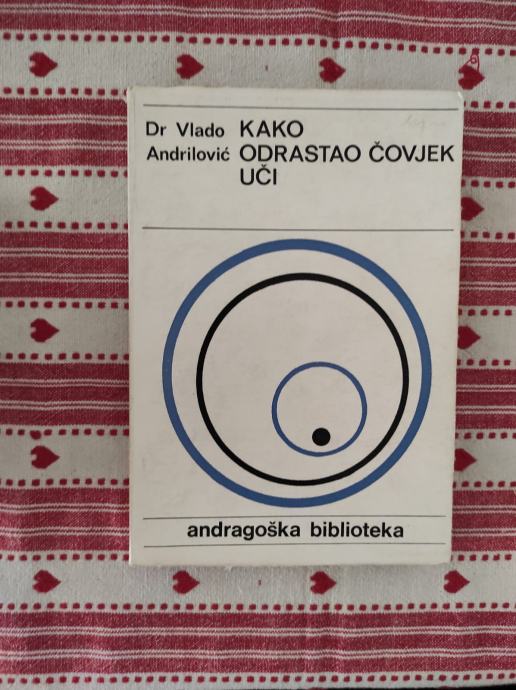 Dr Vlado
Andrilović
KAKO
ODRASTAO ČOVJEK
UČI
andragoška biblioteka